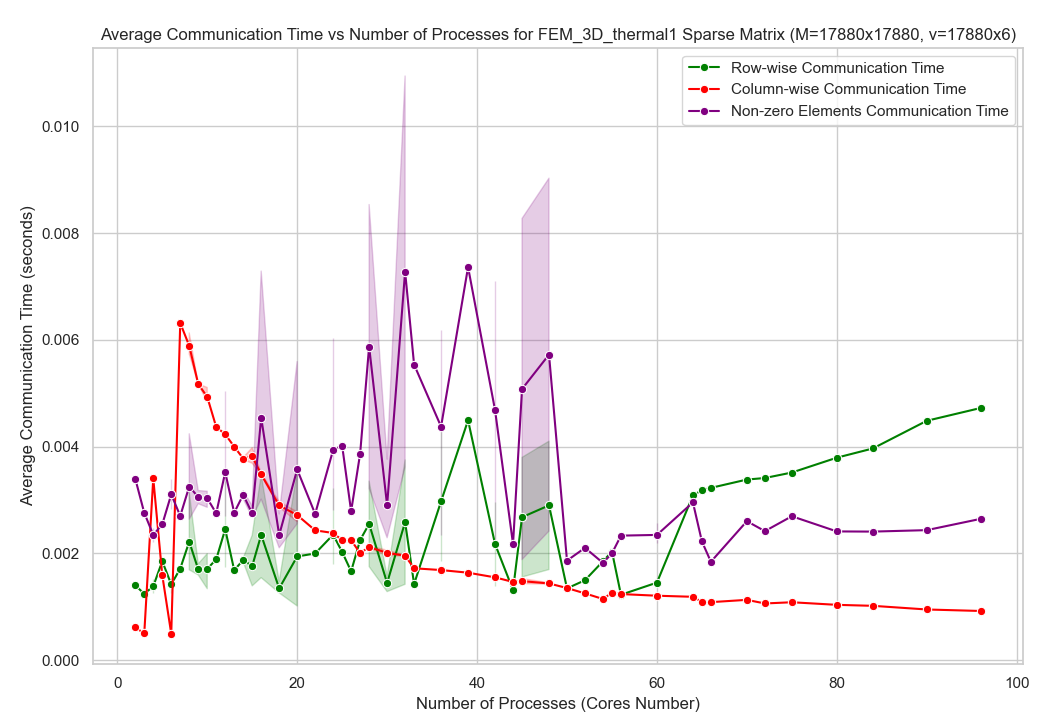 Average Communication Time vs Number of Processes for FEM_3D_thermal1 Sparse Matrix (M=17880x17880, v=17880x6)
Row-wise Communication Time
Column-wise Communication Time
Non-zero Elements Communication Time
Average Communication Time (seconds)
0.010
0.008
0.006
0.004
0.002
0.000
0 20 40 60 80 100
Number of Processes (Cores Number)